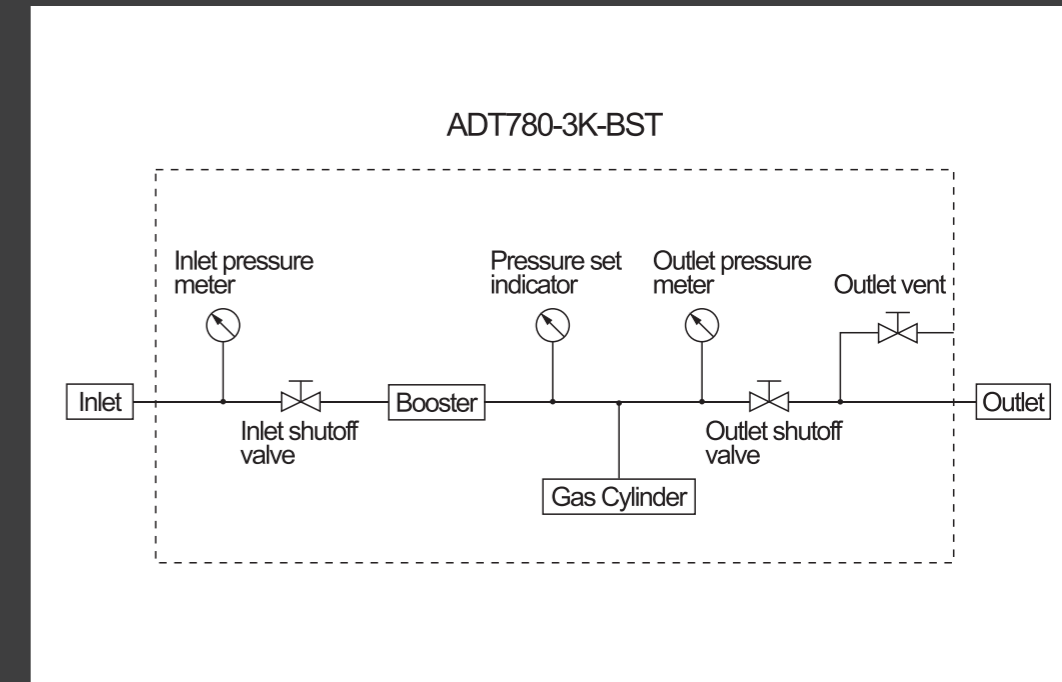 ADT780-3K-BST
Inlet pressure
meter
Pressure set
indicator
Outlet pressure
meter
Outlet vent
Inlet
Booster
Outlet
Inlet shutoff
valve
Outlet shutoff
valve
Gas Cylinder